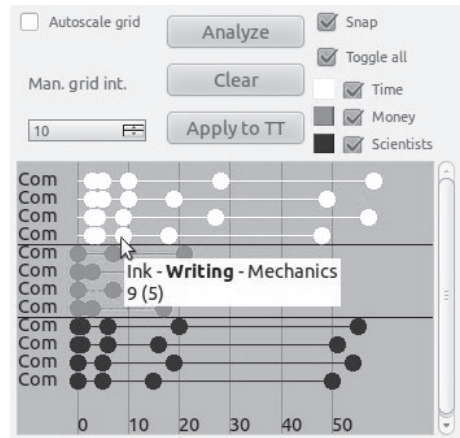 Autoscale grid
Analyze
Snap
Toggle all
Man. grid int.
Clear
Time
Money
10
Apply to TT
Scientists
Com
Com
Com
Com
Com
Com
Com
Com
Com
Com
Com
Com
Ink - Writing - Mechanics
9 (5)
0 10 20 30 40 50